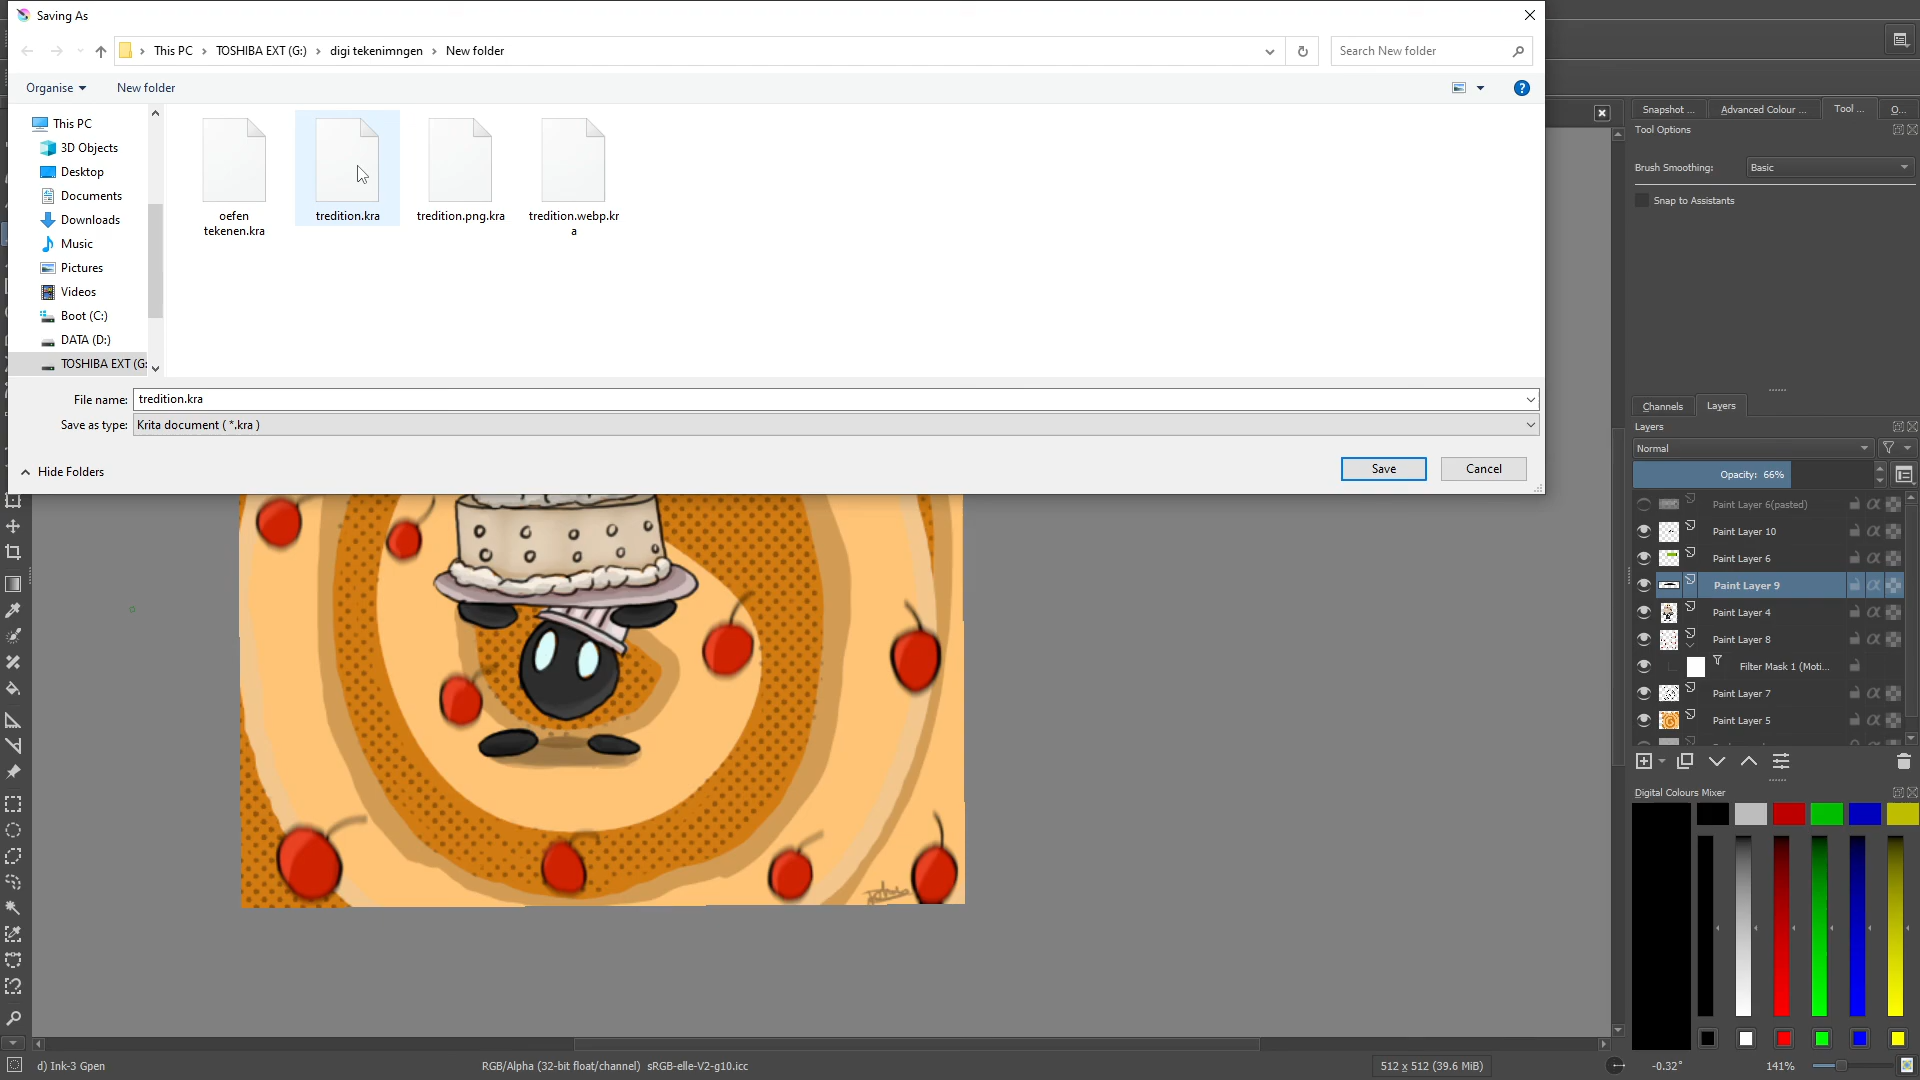 Saving As
This PC
TOSHIBA EXT (G:)
digi tekenimngen
New folder
Search New folder
Organise
New folder
This PC
3D Objects
Desktop
Documents
Downloads
Music
Pictures
Videos
Boot (C:)
DATA (D:)
TOSHIBA EXT (G:
oefen
tekenen.kra
tredition.kra
tredition.png.kra
tredition.webp.kr
a
File name:
tredition.kra
Save as type:
Krita document ( *.kra )
Hide Folders
Save
Cancel
Snapshot ...
Advanced Colour ...
Tool ...
O...
Tool Options
Brush Smoothing:
Basic
Snap to Assistants
Channels
Layers
Layers
Normal
Opacity: 66%
Paint Layer 6(pasted)
Paint Layer 10
Paint Layer 6
Paint Layer 9
Paint Layer 4
Paint Layer 8
Filter Mask 1 (Moti...
Paint Layer 7
Paint Layer 5
Digital Colours Mixer
d) Ink-3 Gpen
RGB/Alpha (32-bit float/channel) sRGB-elle-V2-g10.icc
512 x 512 (39.6 MiB)
-0.32°
141%